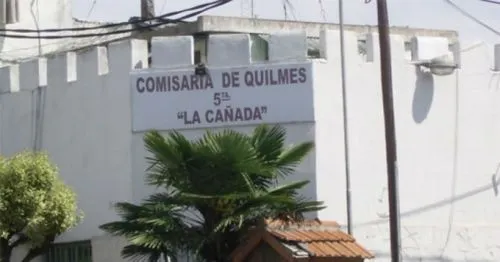 COMISARIA DE QUILMES
5TA.
"LA CAÑADA"